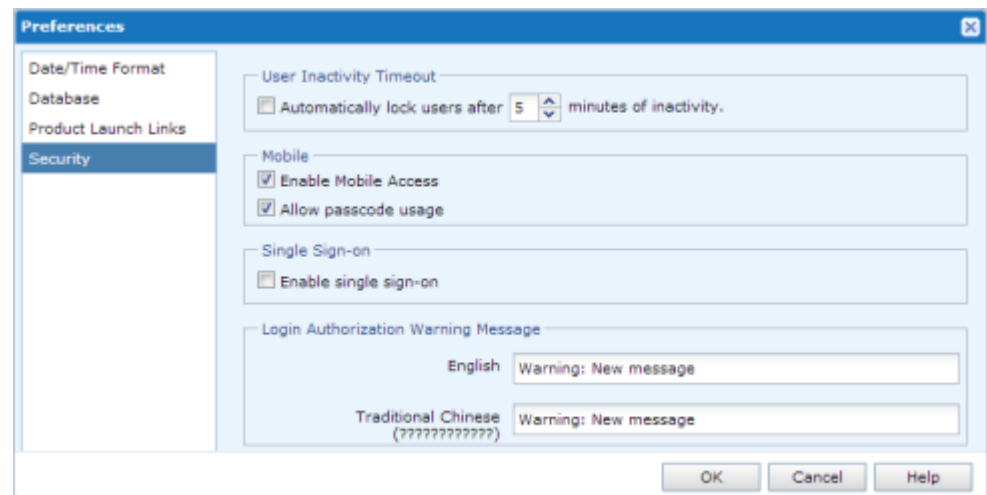 Preferences
Date/Time Format
Database
Product Launch Links
Security
User Inactivity Timeout
Automatically lock users after 5 minutes of inactivity.
Mobile
Enable Mobile Access
Allow passcode usage
Single Sign-on
Enable single sign-on
Login Authorization Warning Message
English Warning: New message
Traditional Chinese Warning: New message
(????????????)
OK Cancel Help